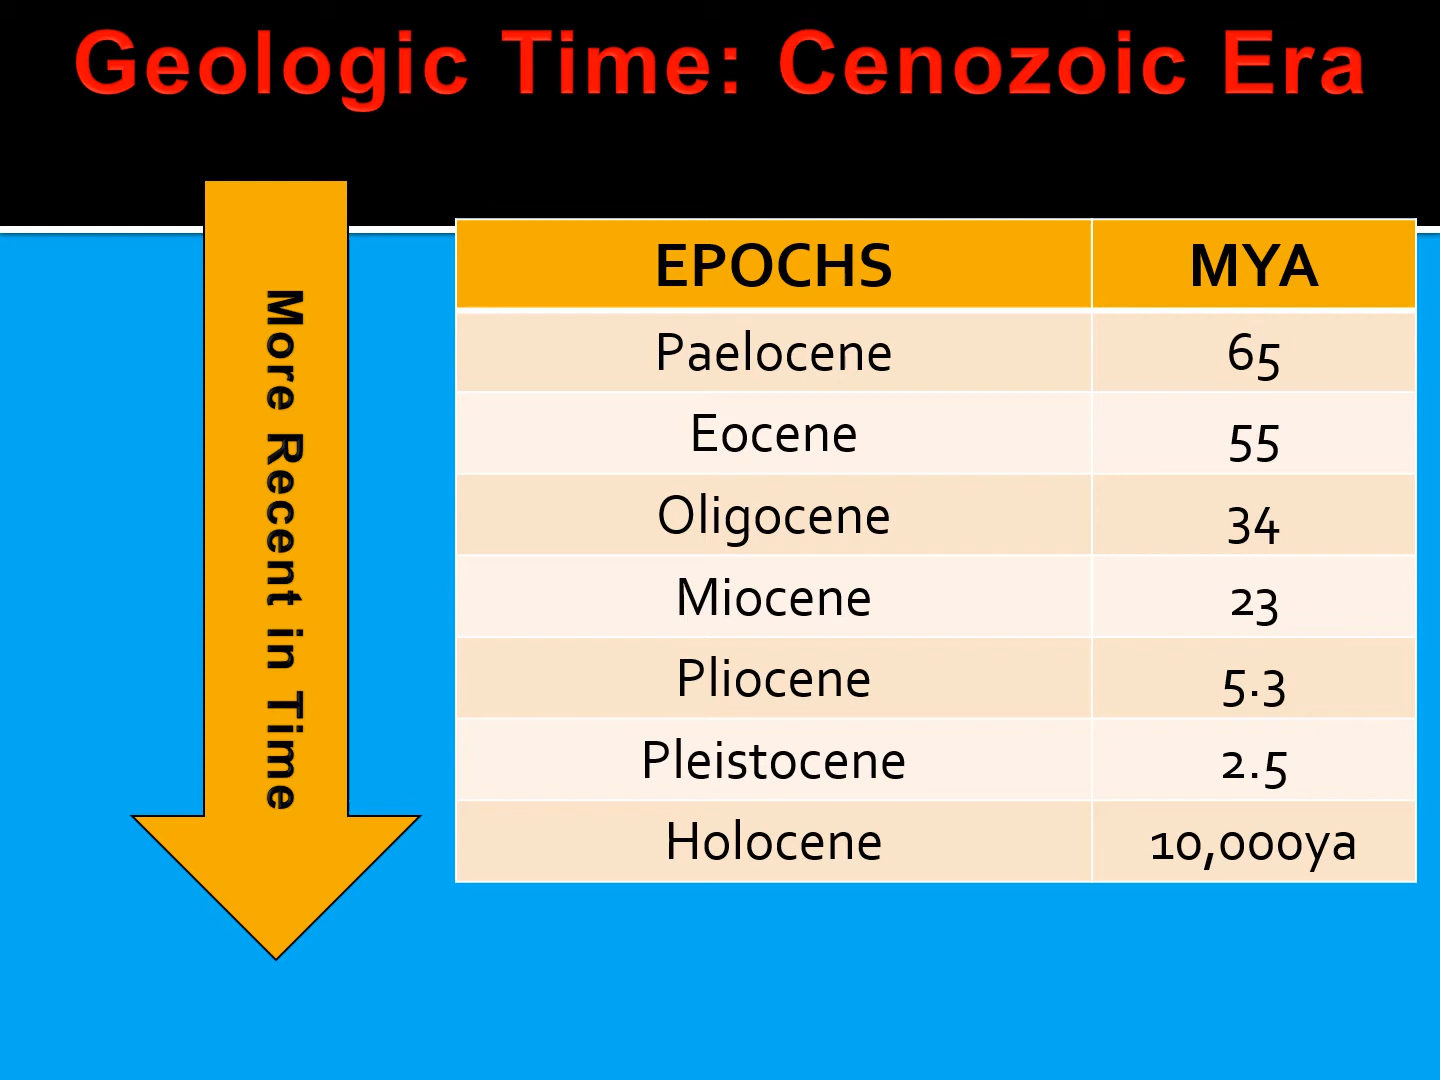 Geologic Time: Cenozoic Era
More Recent in Time
EPOCHS MYA
Paelocene 65
Eocene 55
Oligocene 34
Miocene 23
Pliocene 5.3
Pleistocene 2.5
Holocene 10,000ya